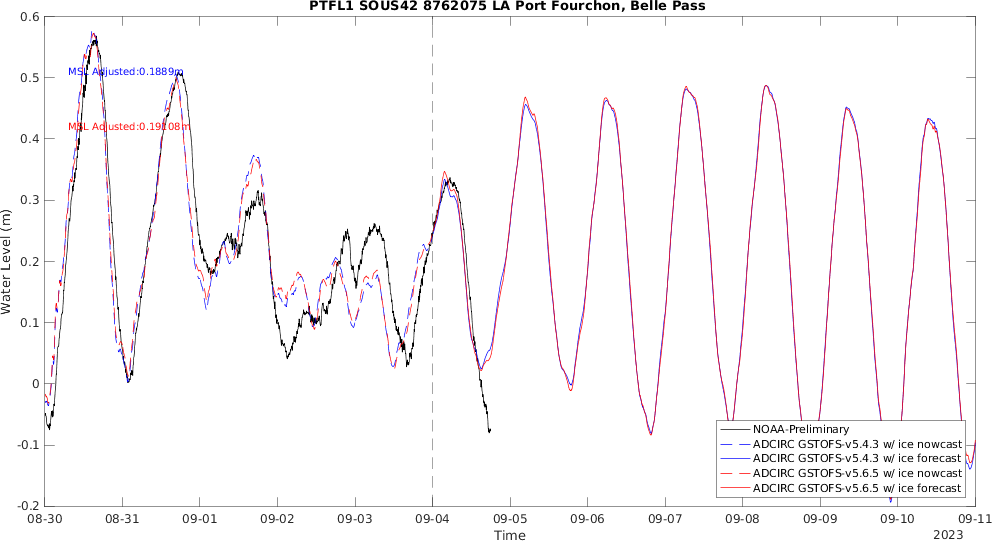 PTFL1 SOUS42 8762075 LA Port Fourchon, Belle Pass
Water Level (m)
0.6
0.5
0.4
0.3
0.2
0.1
0
-0.1
-0.2
MSL Adjusted:0.1889m
MSL Adjusted:0.19108m
NOAA-Preliminary
ADCIRC GSTOFS-v5.4.3 w/ ice nowcast
ADCIRC GSTOFS-v5.4.3 w/ ice forecast
ADCIRC GSTOFS-v5.6.5 w/ ice nowcast
ADCIRC GSTOFS-v5.6.5 w/ ice forecast
08-30 08-31 09-01 09-02 09-03 09-04 09-05 09-06 09-07 09-08 09-09 09-10 09-11
Time
2023